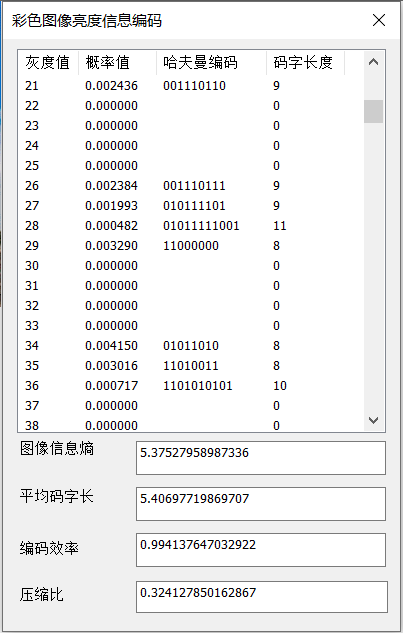 彩色图像亮度信息编码
灰度值 概率值 哈夫曼编码 码字长度
21 0.002436 001110110 9
22 0.000000 0
23 0.000000 0
24 0.000000 0
25 0.000000 0
26 0.002384 001110111 9
27 0.001993 010111101 9
28 0.000482 01011111001 11
29 0.003290 11000000 8
30 0.000000 0
31 0.000000 0
32 0.000000 0
33 0.000000 0
34 0.004150 01011010 8
35 0.003016 11010011 8
36 0.000717 1101010101 10
37 0.000000 0
38 0.000000 0
图像信息熵 5.37527958987336
平均码字长 5.40697719869707
编码效率 0.994137647032922
压缩比 0.324127850162867